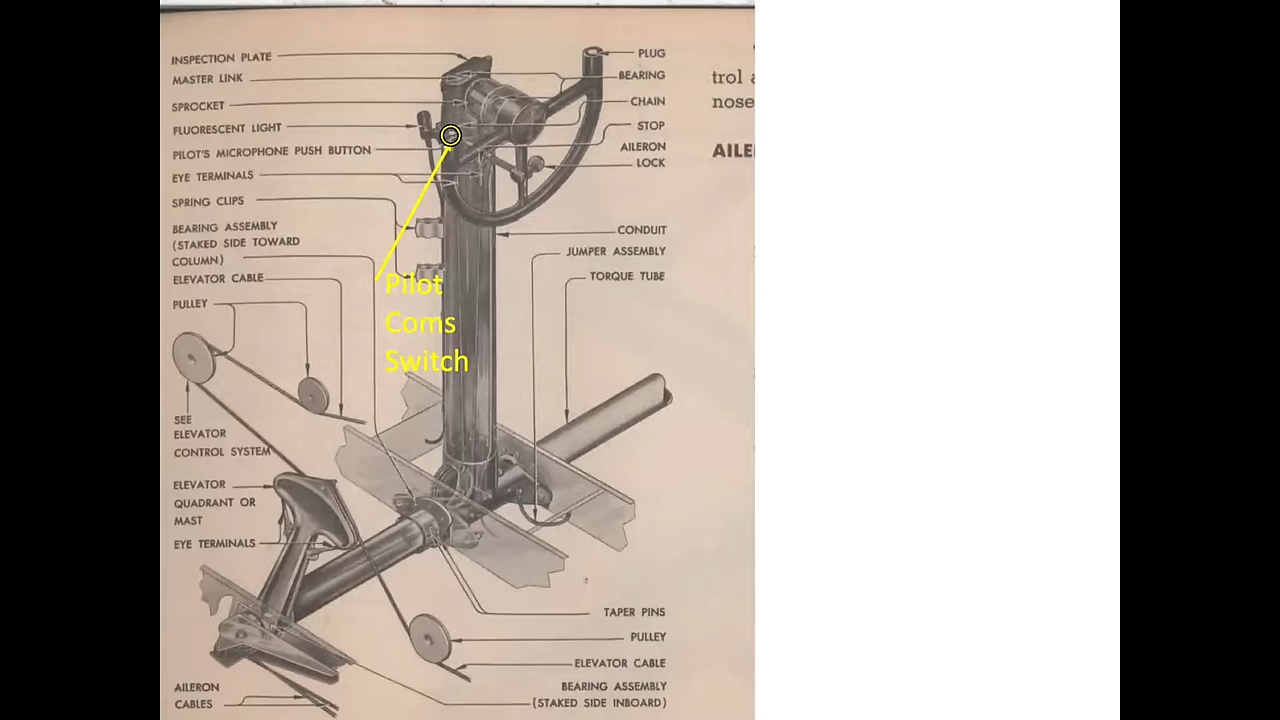 INSPECTION PLATE
MASTER LINK
SPROCKET
FLUORESCENT LIGHT
PILOT'S MICROPHONE PUSH BUTTON
EYE TERMINALS
SPRING CLIPS
BEARING ASSEMBLY
(STAKED SIDE TOWARD
COLUMN)
ELEVATOR CABLE
PULLEY
SEE
ELEVATOR
CONTROL SYSTEM
ELEVATOR
QUADRANT OR
MAST
EYE TERMINALS
AILERON
CABLES
Pilot
Coms
Switch
PLUG
BEARING
CHAIN
STOP
AILERON
LOCK
CONDUIT
JUMPER ASSEMBLY
TORQUE TUBE
TAPER PINS
PULLEY
ELEVATOR CABLE
BEARING ASSEMBLY
(STAKED SIDE INBOARD)
trol a
nose
AILE